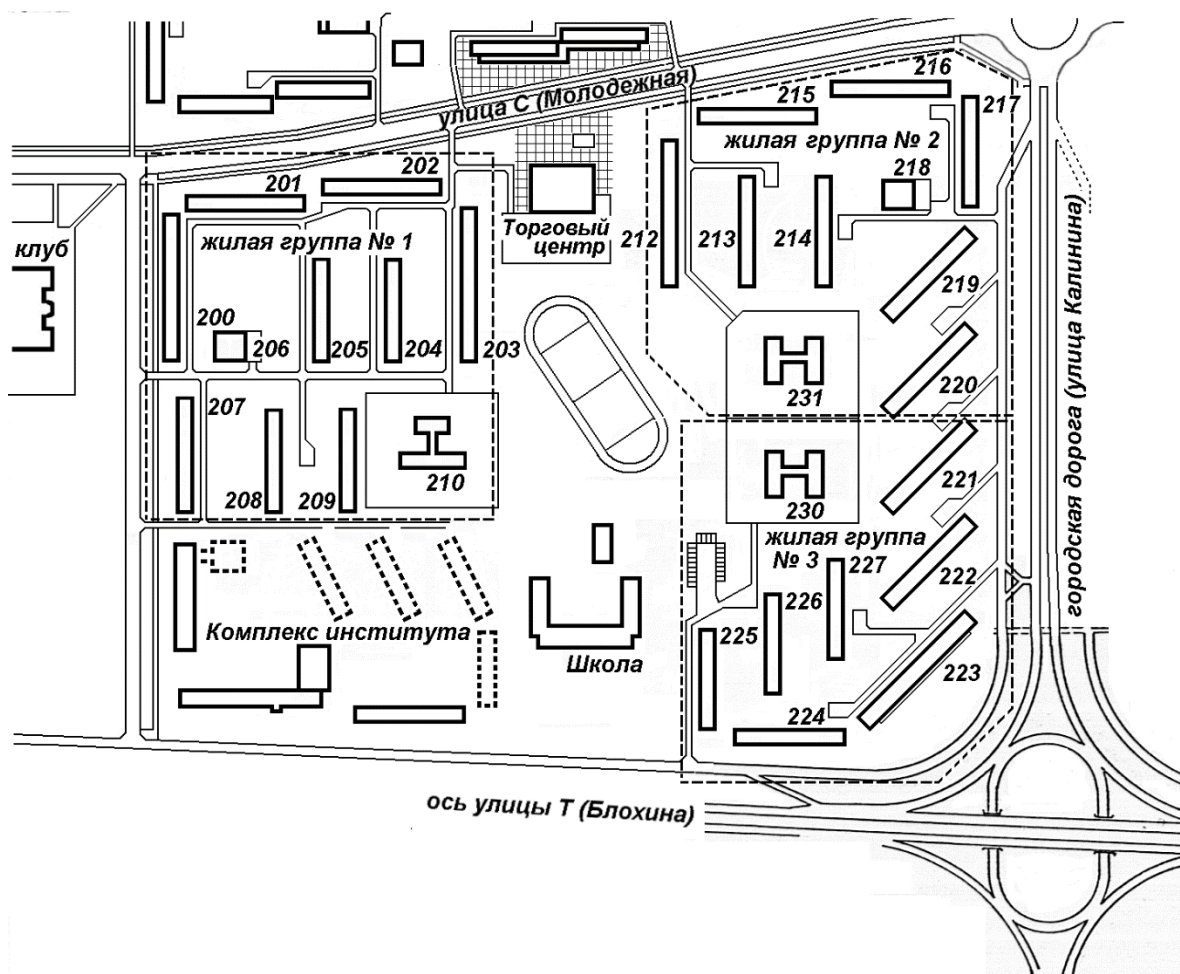 улица С (Молодежная)
216
215
217
жилая группа № 2
218
202
201
Торговый
центр
клуб
жилая группа № 1
212
213
214
219
200
206
205
204
203
220
231
207
208
209
210
221
230
жилая группа
№ 3
227
222
226
225
Комплекс института
Школа
223
224
городская дорога (улица Калинина)
ось улицы Т (Блохина)